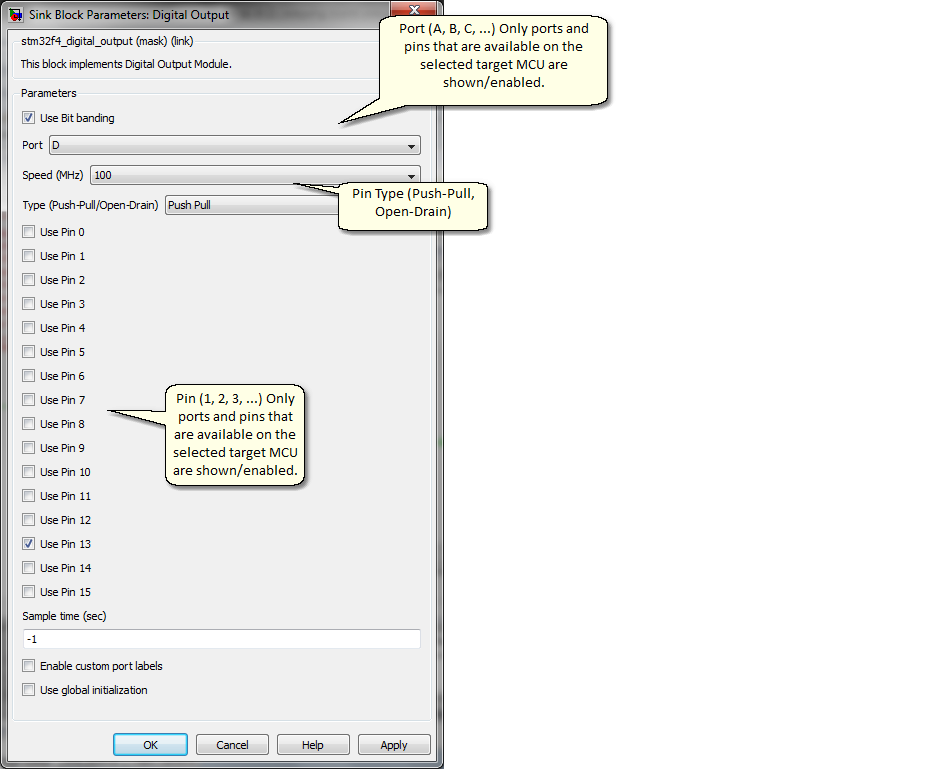 Sink Block Parameters: Digital Output
Port (A, B, C, ...) Only ports and
pins that are available on the
selected target MCU are
shown/enabled.
stm32f4_digital_output (mask) (link)
This block implements Digital Output Module.
Parameters
Use Bit banding
Port D
Speed (MHz) 100
Pin Type (Push-Pull,
Open-Drain)
Type (Push-Pull/Open-Drain) Push Pull
Use Pin 0
Use Pin 1
Use Pin 2
Use Pin 3
Use Pin 4
Use Pin 5
Use Pin 6
Use Pin 7
Pin (1, 2, 3, ...) Only
ports and pins that
are available on the
selected target MCU
are shown/enabled.
Use Pin 8
Use Pin 9
Use Pin 10
Use Pin 11
Use Pin 12
Use Pin 13
Use Pin 14
Use Pin 15
Sample time (sec)
-1
Enable custom port labels
Use global initialization
OK Cancel Help Apply